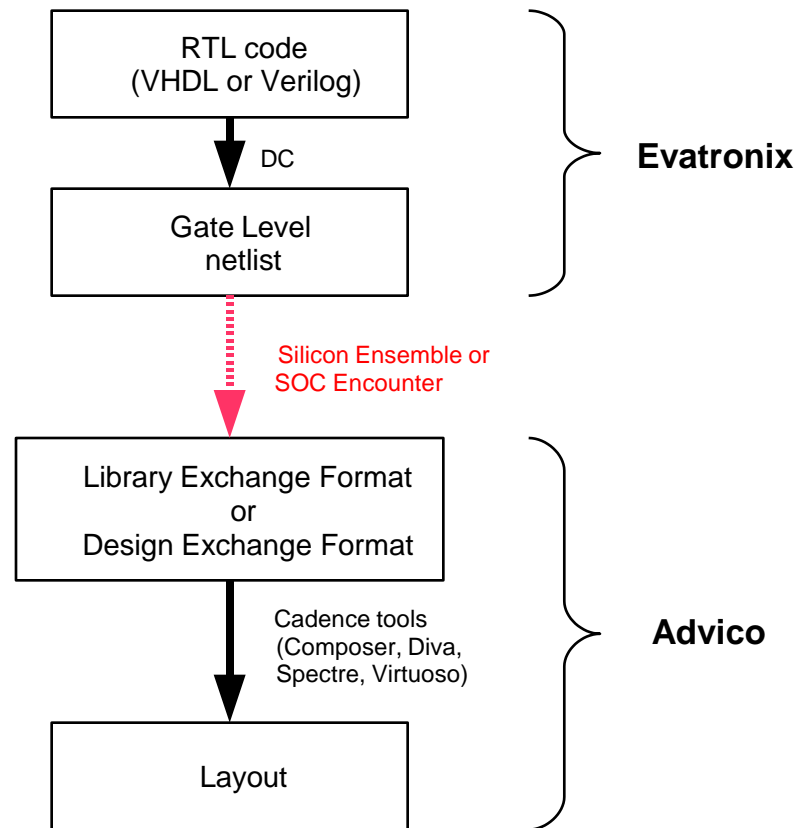 RTL code
(VHDL or Verilog)
DC
Evatronix
Gate Level
netlist
Silicon Ensemble or
SOC Encounter
Library Exchange Format
or
Design Exchange Format
Cadence tools
(Composer, Diva,
Spectre, Virtuoso)
Advico
Layout